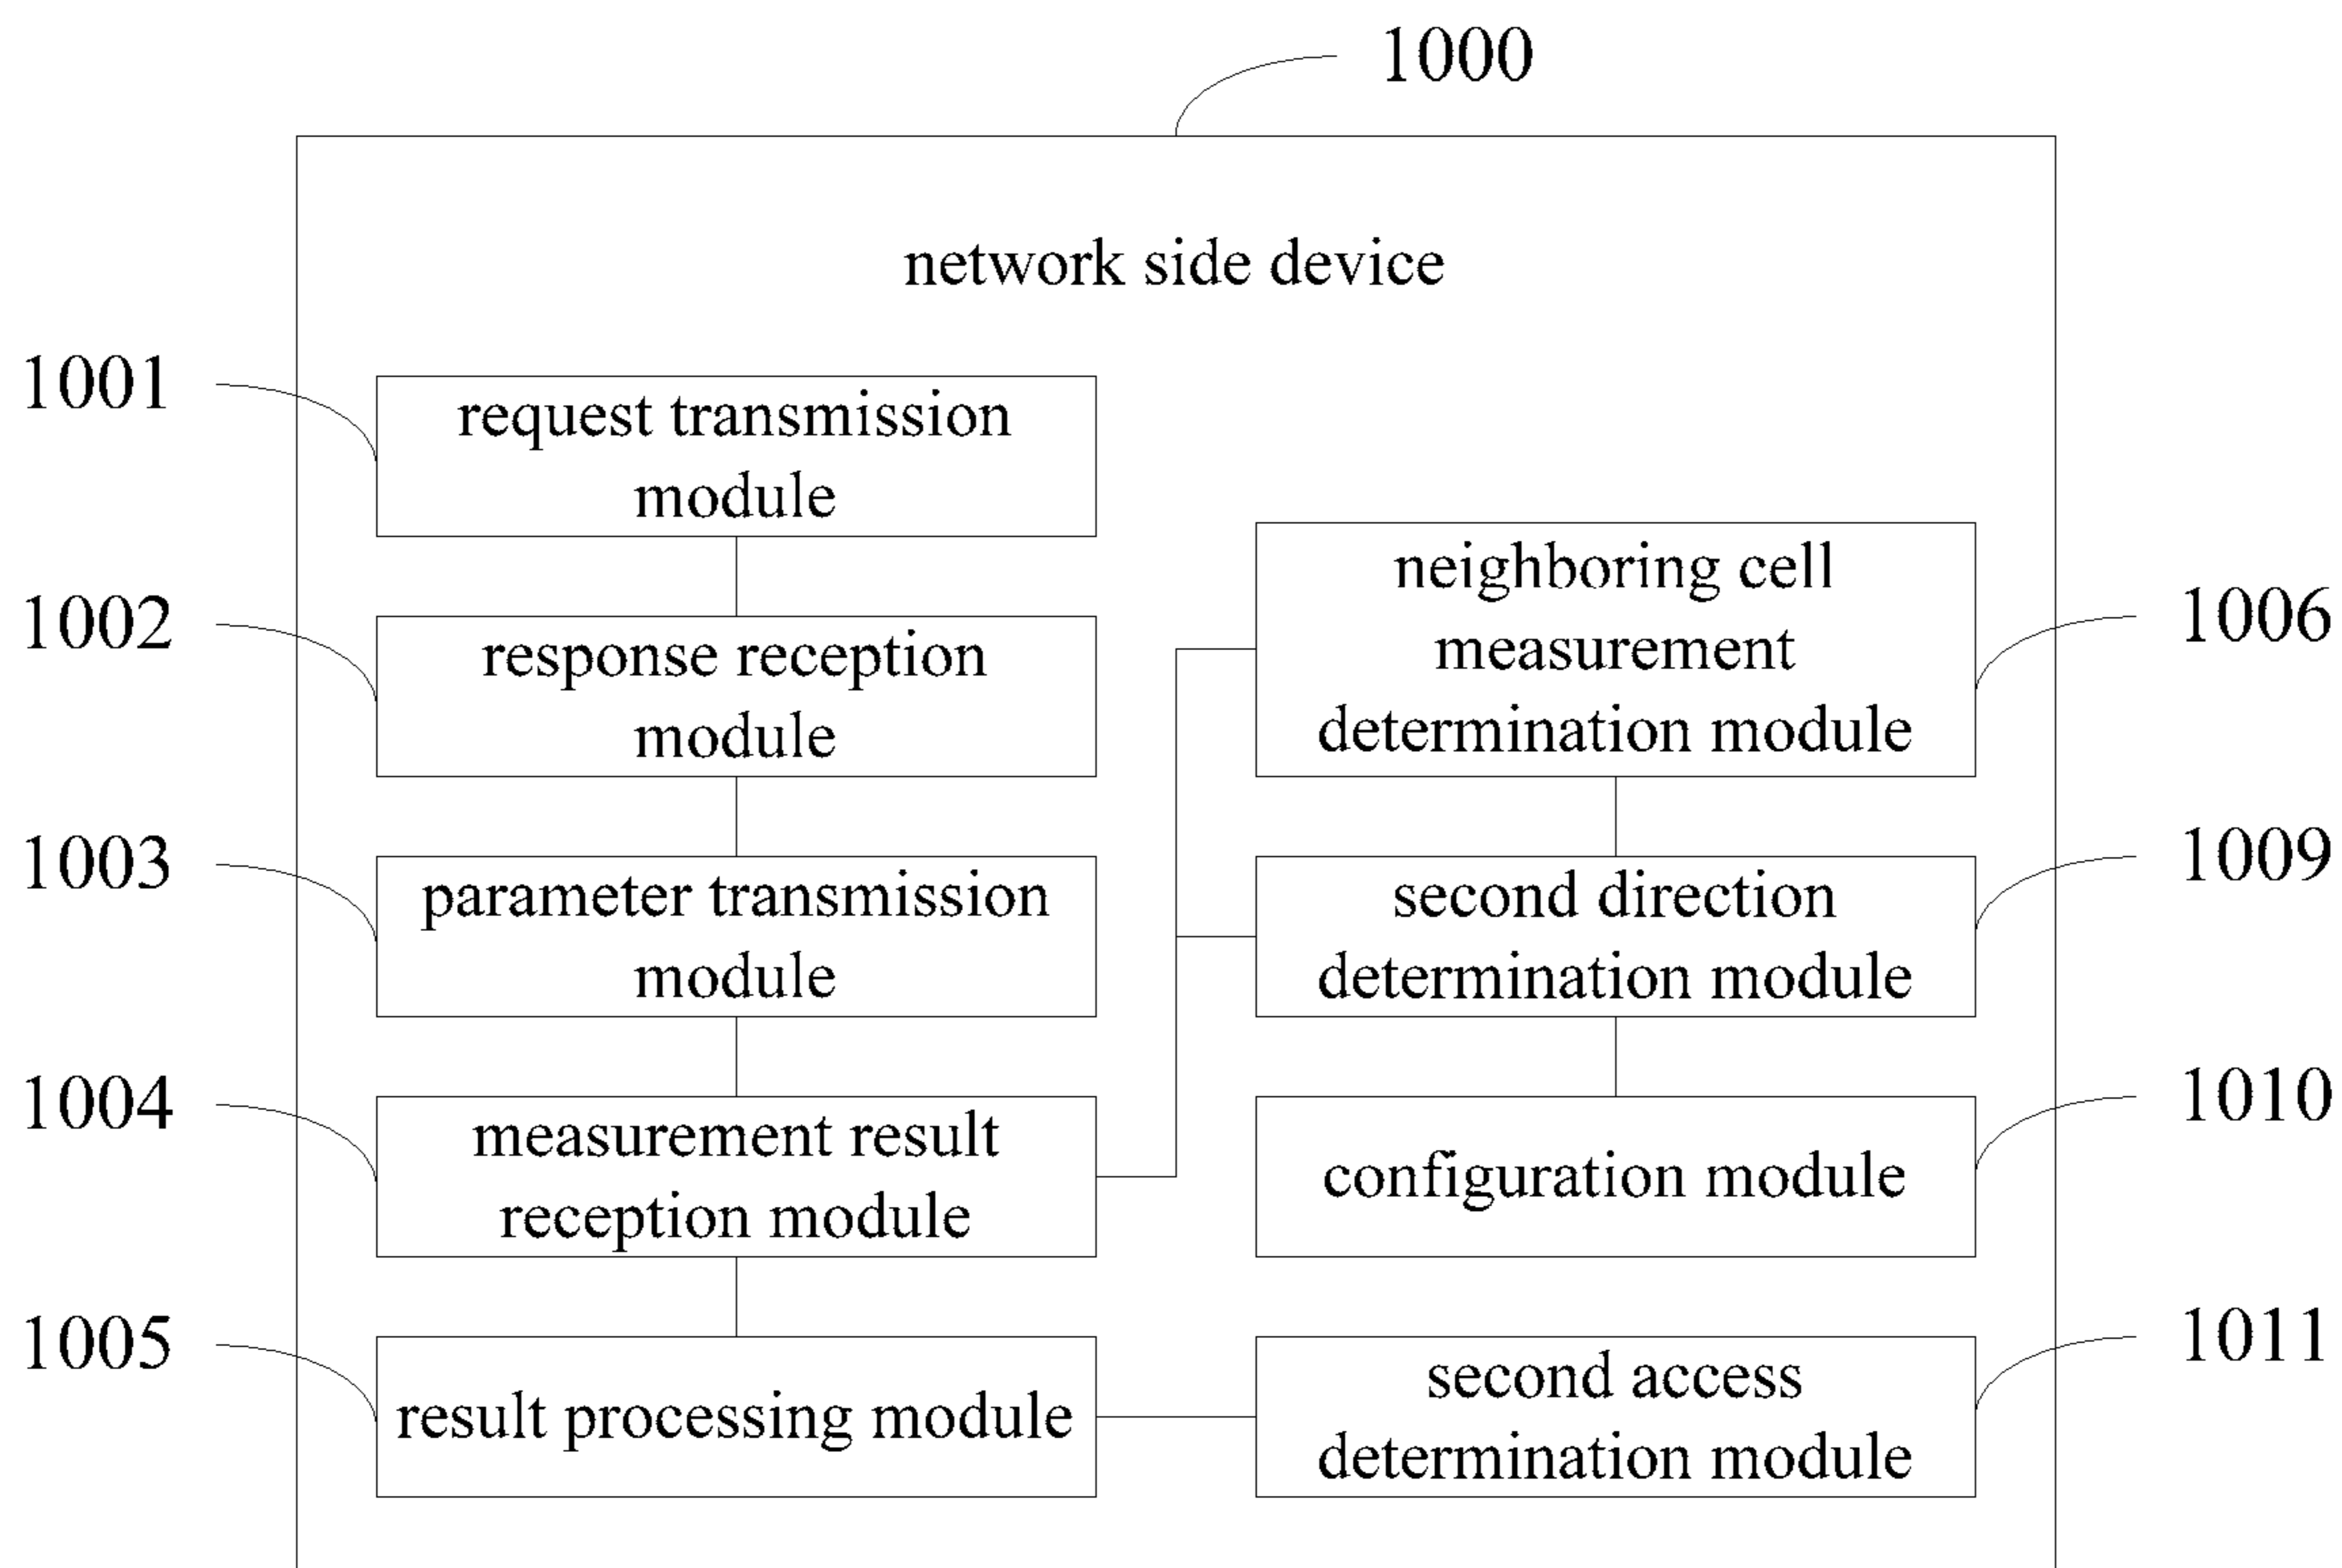 1000
network side device
1001
request transmission
module
1002
response reception
module
1003
parameter transmission
module
1004
measurement result
reception module
1005
result processing module
neighboring cell
measurement
determination module
1006
second direction
determination module
1009
configuration module
1010
second access
determination module
1011